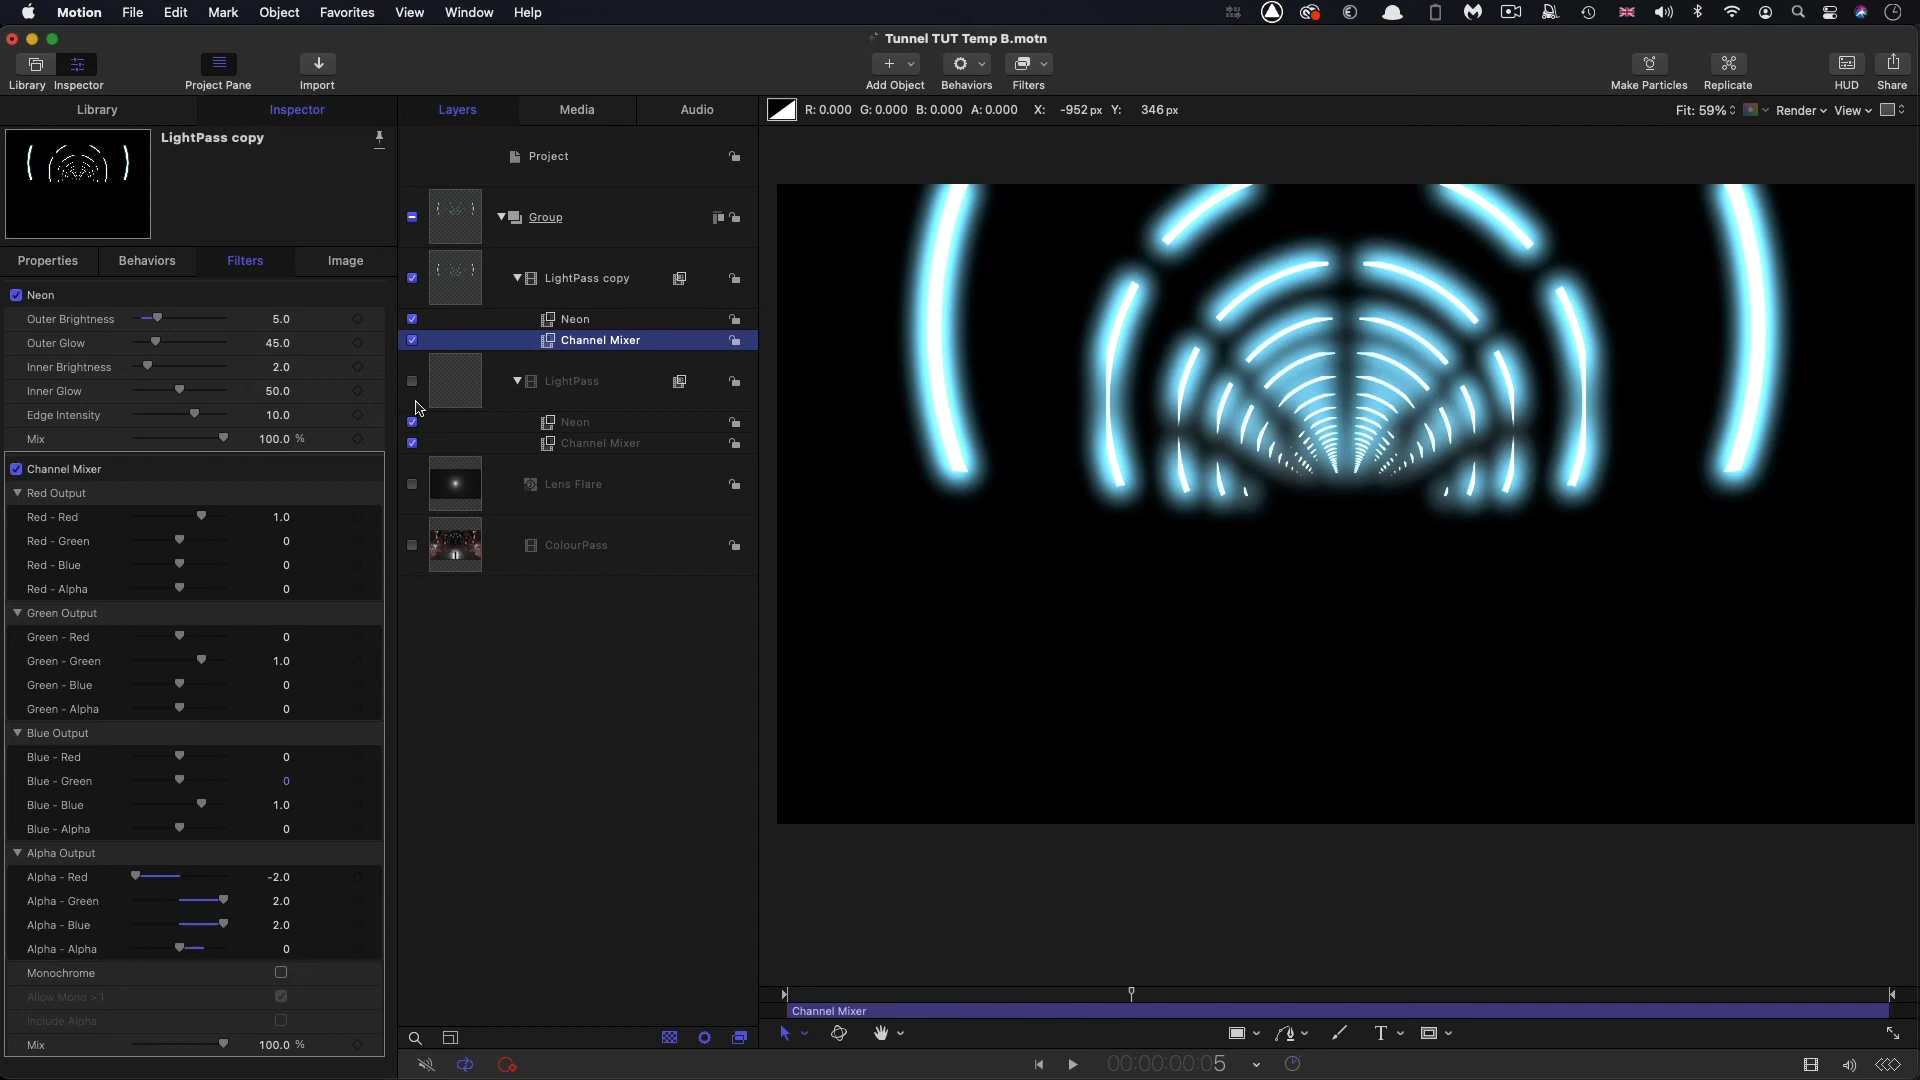 Motion File Edit Mark Object Favorites View Window Help
Tunnel TUT Temp B.motn
Library Inspector Project Pane Import Add Object Behaviors Filters Make Particles Replicate HUD Share
Library Inspector Layers Media Audio R: 0.000 G: 0.000 B: 0.000 A: 0.000 X: -952 px Y: 346 px Fit: 59% Render View
LightPass copy
Project
Group
Properties Behaviors Filters Image
LightPass copy
Neon
Outer Brightness 5.0
Outer Glow 45.0
Inner Brightness 2.0
Inner Glow 50.0
Edge Intensity 10.0
Mix 100.0 %
Neon
Channel Mixer
LightPass
Neon
Channel Mixer
Lens Flare
ColourPass
Channel Mixer
Red Output
Red - Red 1.0
Red - Green 0
Red - Blue 0
Red - Alpha 0
Green Output
Green - Red 0
Green - Green 1.0
Green - Blue 0
Green - Alpha 0
Blue Output
Blue - Red 0
Blue - Green 0
Blue - Blue 1.0
Blue - Alpha 0
Alpha Output
Alpha - Red -2.0
Alpha - Green 2.0
Alpha - Blue 2.0
Alpha - Alpha 0
Monochrome
Allow Mono > 1
Include Alpha
Mix 100.0 %
Channel Mixer
T
00:00:00:05